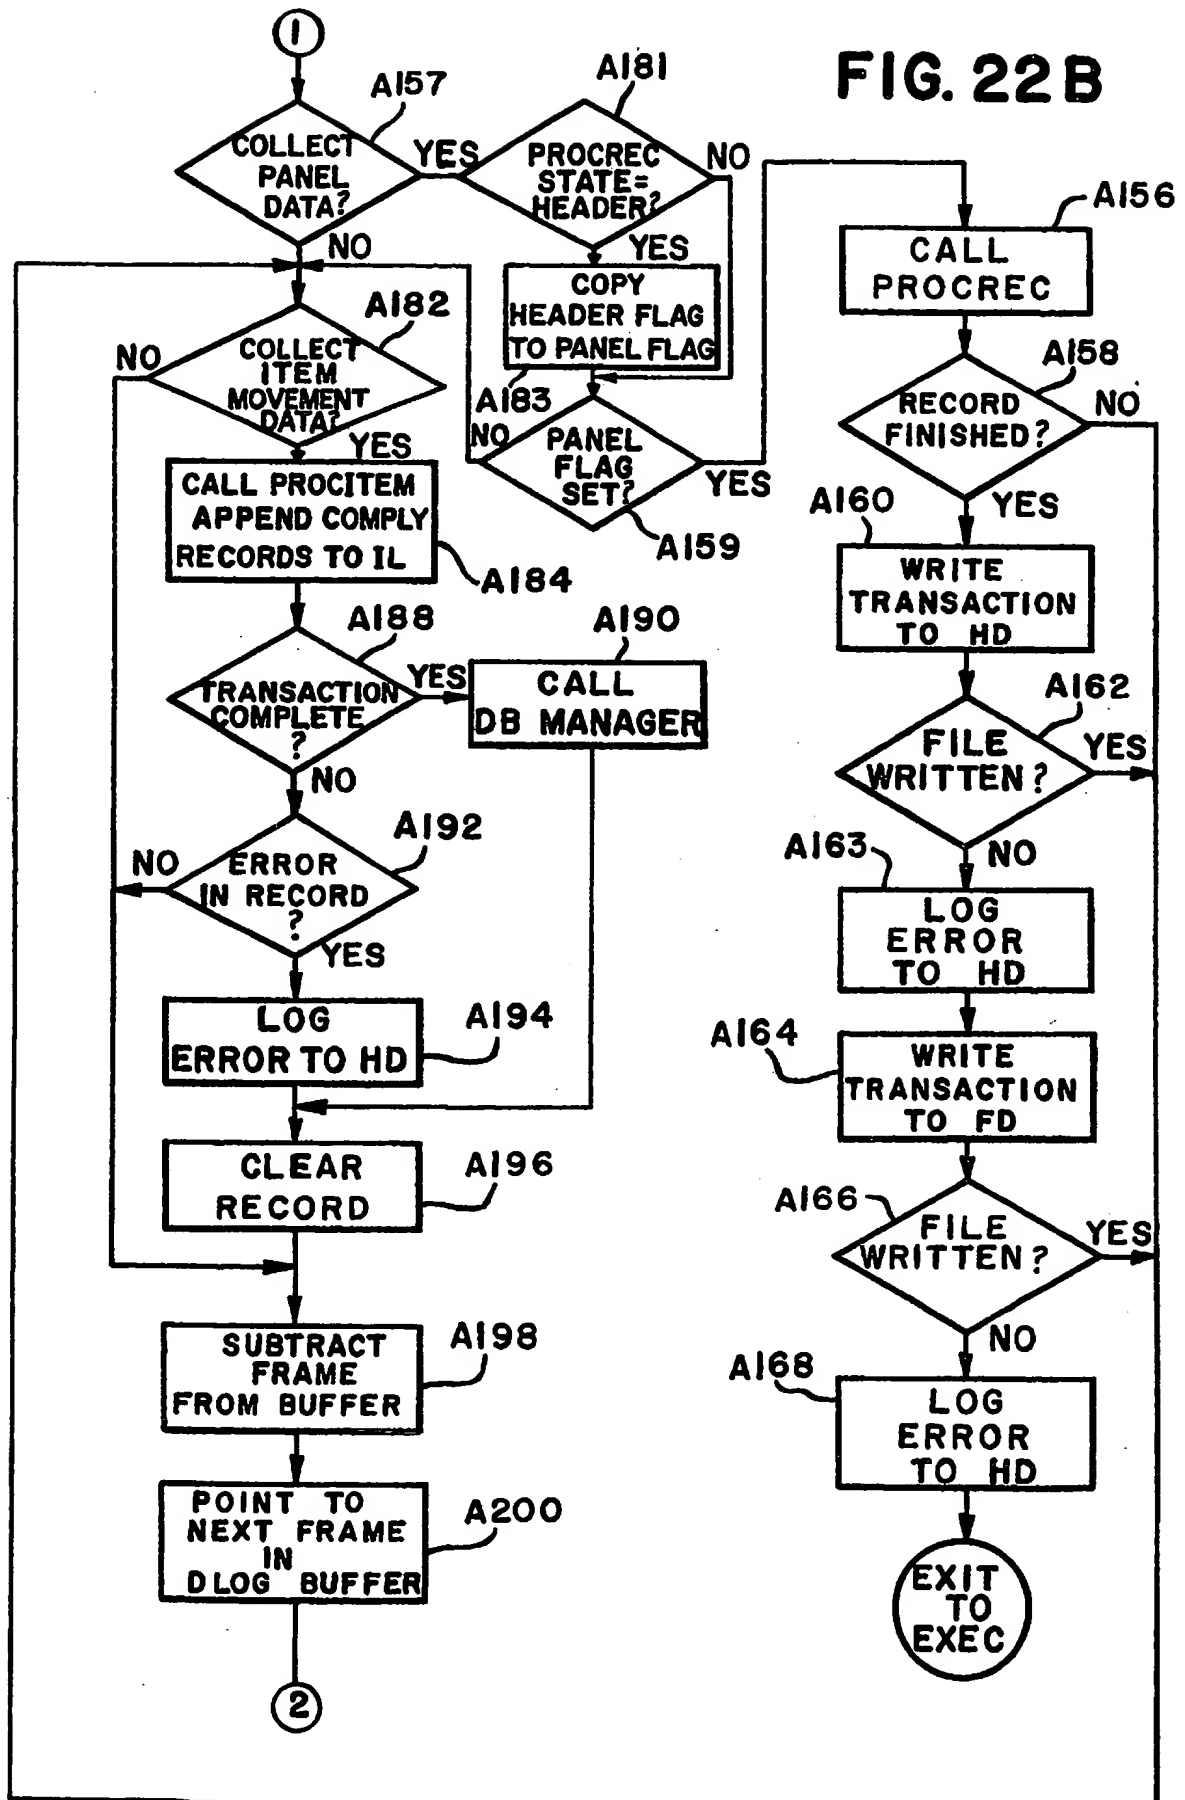 1
FIG. 22B
A157
COLLECT
PANEL
DATA?
YES
NO
A181
PROCREC
STATE=
HEADER?
NO
YES
COPY
HEADER FLAG
TO PANEL FLAG
A183
PANEL
FLAG
SET?
NO
YES
A159
A182
COLLECT
ITEM
MOVEMENT
DATA?
NO
YES
CALL PROCITEM
APPEND COMPLY
RECORDS TO IL
A184
A188
TRANSACTION
COMPLETE
?
YES
NO
A190
CALL
DB MANAGER
A192
ERROR
IN RECORD
?
NO
YES
LOG
ERROR TO HD
A194
CLEAR
RECORD
A196
SUBTRACT
FRAME
FROM BUFFER
A198
POINT TO
NEXT FRAME
IN
DLOG BUFFER
A200
2
A156
CALL
PROCREC
A158
RECORD
FINISHED?
NO
YES
A160
WRITE
TRANSACTION
TO HD
A162
FILE
WRITTEN?
YES
NO
A163
LOG
ERROR
TO HD
A164
WRITE
TRANSACTION
TO FD
A166
FILE
WRITTEN?
YES
NO
A168
LOG
ERROR
TO HD
EXIT
TO
EXEC